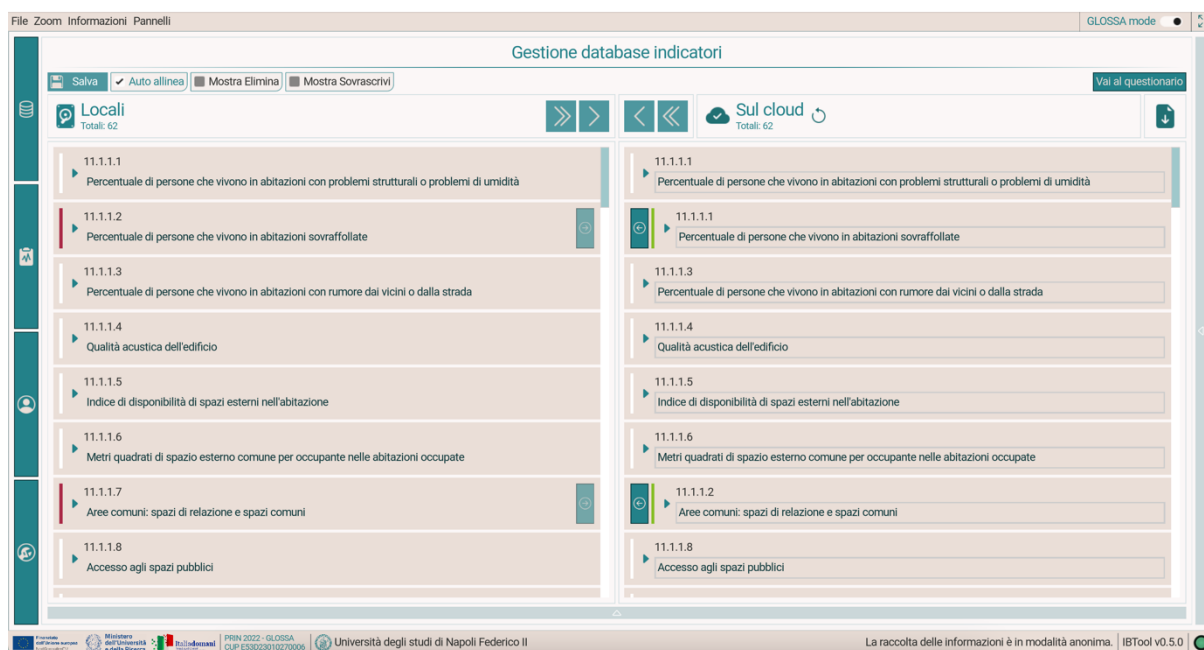 File Zoom Informazioni Pannelli
GLOSSA mode
Gestione database indicatori
Salva
Auto allinea
Mostra Elimina
Mostra Sovrascrivi
Vai al questionario
Locali
Totali: 62
Sul cloud
Totali: 62
11.1.1.1
Percentuale di persone che vivono in abitazioni con problemi strutturali o problemi di umidità
11.1.1.2
Percentuale di persone che vivono in abitazioni sovraffollate
11.1.1.3
Percentuale di persone che vivono in abitazioni con rumore dai vicini o dalla strada
11.1.1.4
Qualità acustica dell'edificio
11.1.1.5
Indice di disponibilità di spazi esterni nell'abitazione
11.1.1.6
Metri quadrati di spazio esterno comune per occupante nelle abitazioni occupate
11.1.1.7
Aree comuni: spazi di relazione e spazi comuni
11.1.1.8
Accesso agli spazi pubblici
11.1.1.1
Percentuale di persone che vivono in abitazioni con problemi strutturali o problemi di umidità
11.1.1.1
Percentuale di persone che vivono in abitazioni sovraffollate
11.1.1.3
Percentuale di persone che vivono in abitazioni con rumore dai vicini o dalla strada
11.1.1.4
Qualità acustica dell'edificio
11.1.1.5
Indice di disponibilità di spazi esterni nell'abitazione
11.1.1.6
Metri quadrati di spazio esterno comune per occupante nelle abitazioni occupate
11.1.1.2
Aree comuni: spazi di relazione e spazi comuni
11.1.1.8
Accesso agli spazi pubblici
Finanziato
dall'Unione europea
Ministero
dell'Università
e della Ricerca
Italiadomani
PRIN 2022 - GLOSSA
CUP E53D23010270006
Università degli studi di Napoli Federico II
La raccolta delle informazioni è in modalità anonima.
IBTool v0.5.0